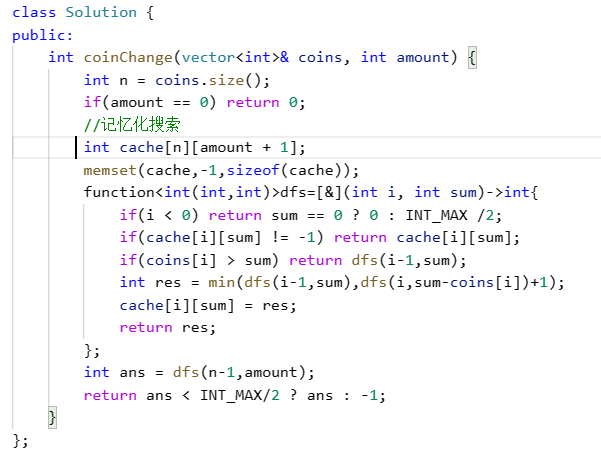 class Solution {
public:
    int coinChange(vector<int>& coins, int amount) {
        int n = coins.size();
        if(amount == 0) return 0;
        //记忆化搜索
        int cache[n][amount + 1];
        memset(cache,-1,sizeof(cache));
        function<int(int,int)>dfs=[&](int i, int sum)->int{
            if(i < 0) return sum == 0 ? 0 : INT_MAX /2;
            if(cache[i][sum] != -1) return cache[i][sum];
            if(coins[i] > sum) return dfs(i-1,sum);
            int res = min(dfs(i-1,sum),dfs(i,sum-coins[i])+1);
            cache[i][sum] = res;
            return res;
        };
        int ans = dfs(n-1,amount);
        return ans < INT_MAX/2 ? ans : -1;
    }
};